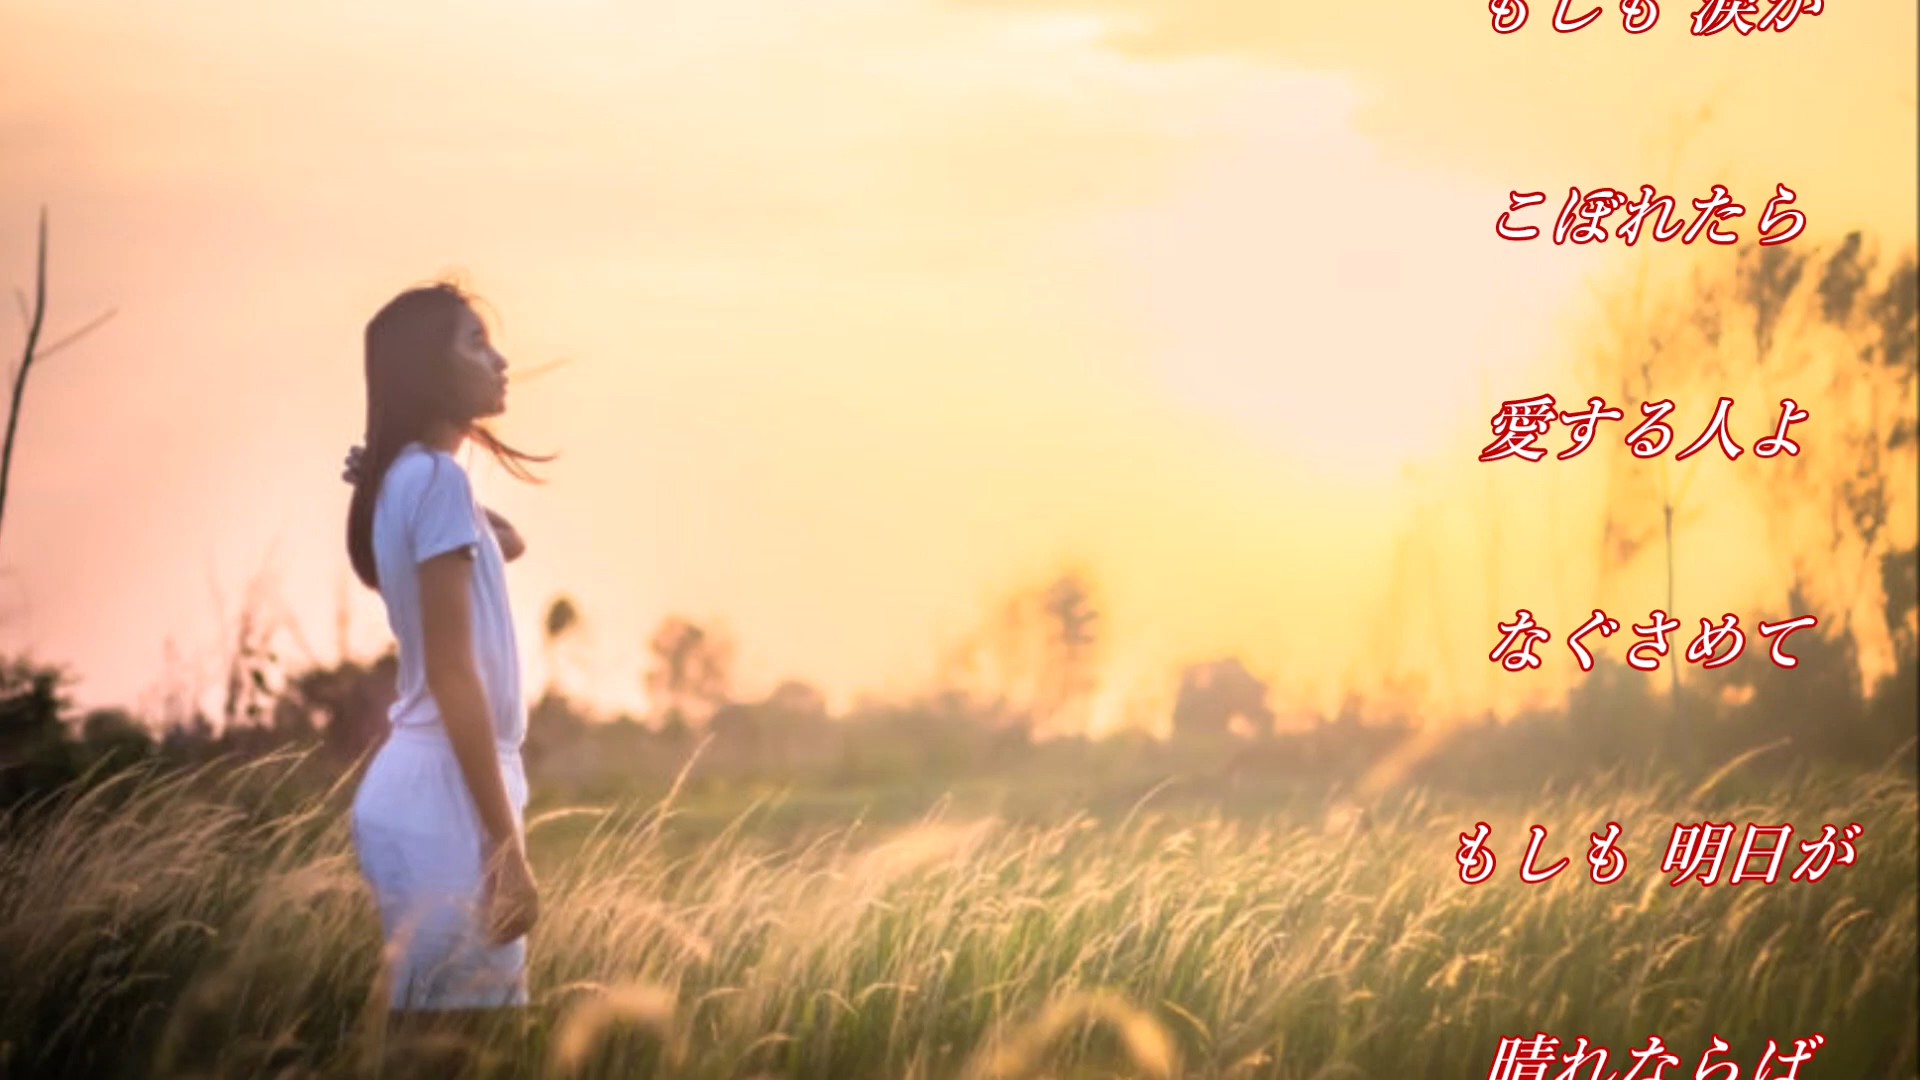 もしも 涙が
こぼれたら
愛する人よ
なぐさめて
もしも 明日が
晴れならば